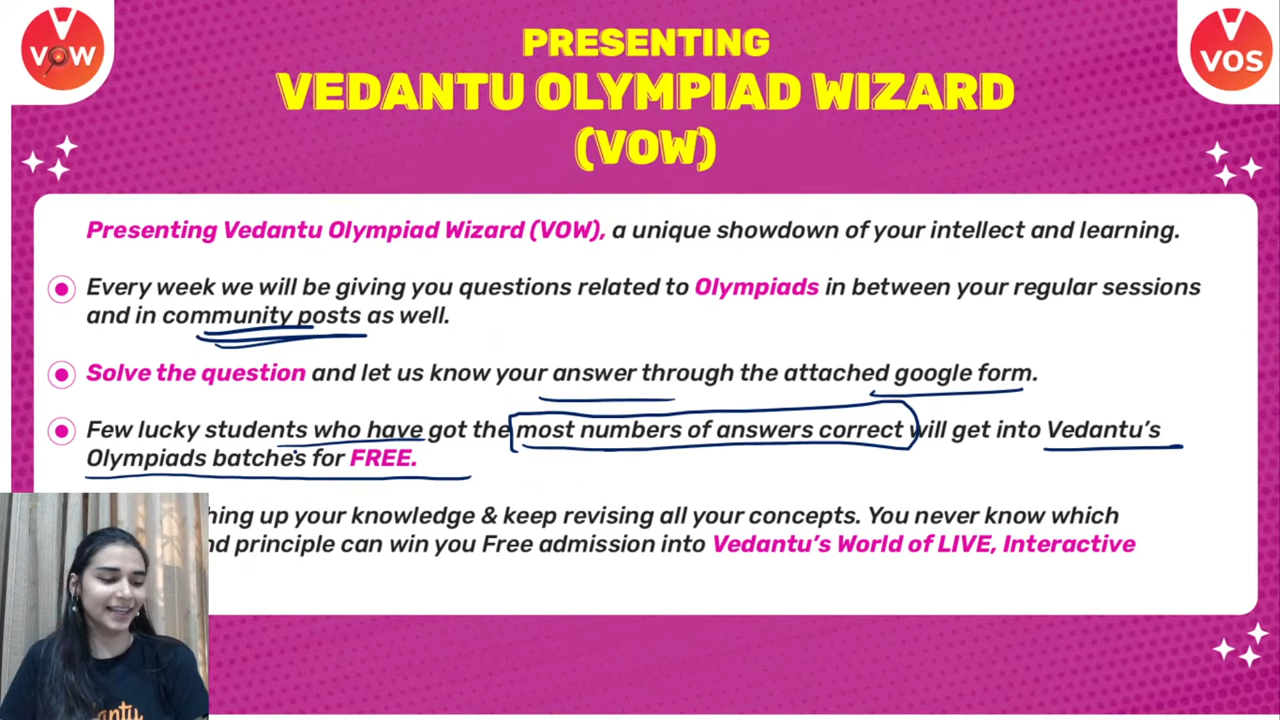 VOW
VOS
PRESENTING
VEDANTU OLYMPIAD WIZARD
(VOW)
Presenting Vedantu Olympiad Wizard (VOW), a unique showdown of your intellect and learning.
Every week we will be giving you questions related to Olympiads in between your regular sessions
and in community posts as well.
Solve the question and let us know your answer through the attached google form.
Few lucky students who have got the most numbers of answers correct will get into Vedantu's
Olympiads batches for FREE.
up your knowledge & keep revising all your concepts. You never know which
principle can win you Free admission into Vedantu's World of LIVE, Interactive